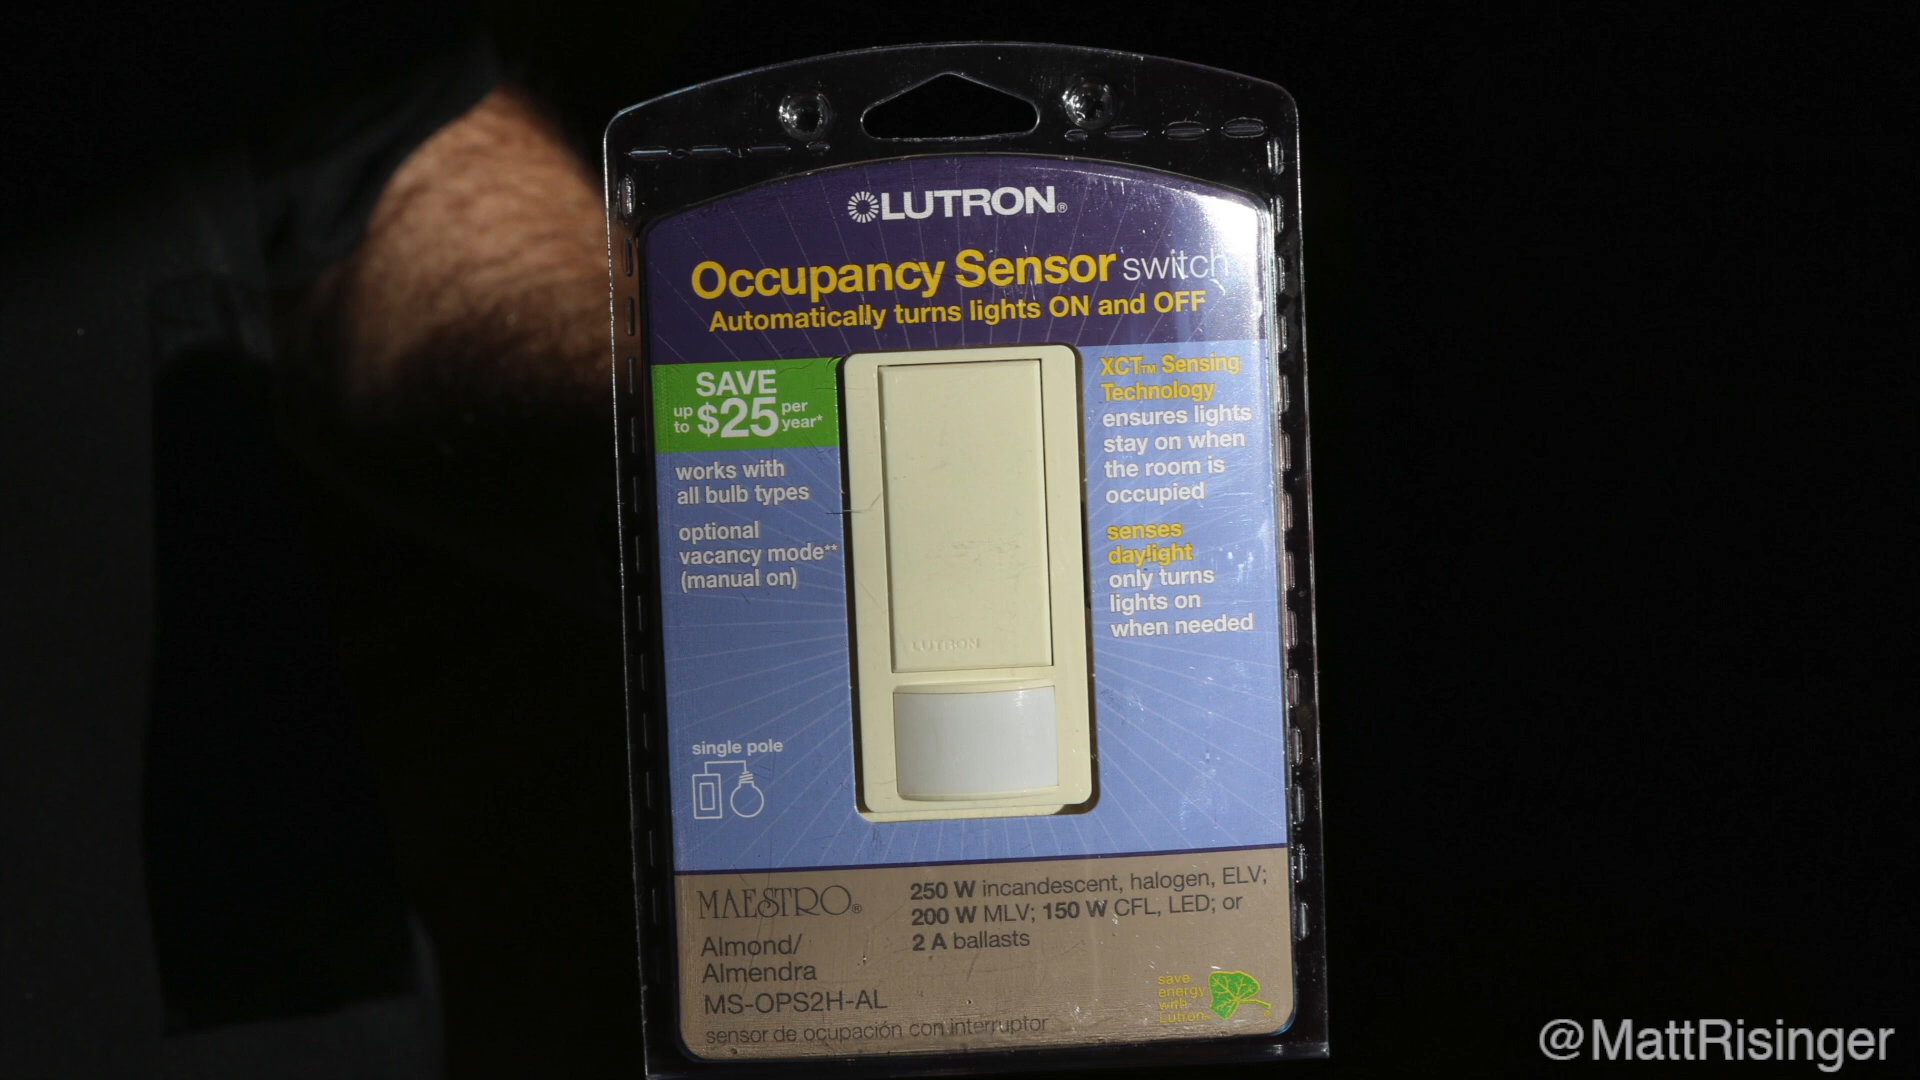 LUTRON®
Occupancy Sensor switch
Automatically turns lights ON and OFF
SAVE
up to $25 per year*
works with
all bulb types
optional
vacancy mode**
(manual on)
XCT™ Sensing
Technology
ensures lights
stay on when
the room is
occupied
senses
daylight
only turns
lights on
when needed
LUTRON
single pole
MAESTRO®
Almond/
Almendra
MS-OPS2H-AL
sensor de ocupación con interruptor
250 W incandescent, halogen, ELV;
200 W MLV; 150 W CFL, LED; or
2 A ballasts
save
energy
with
Lutron
@MattRisinger